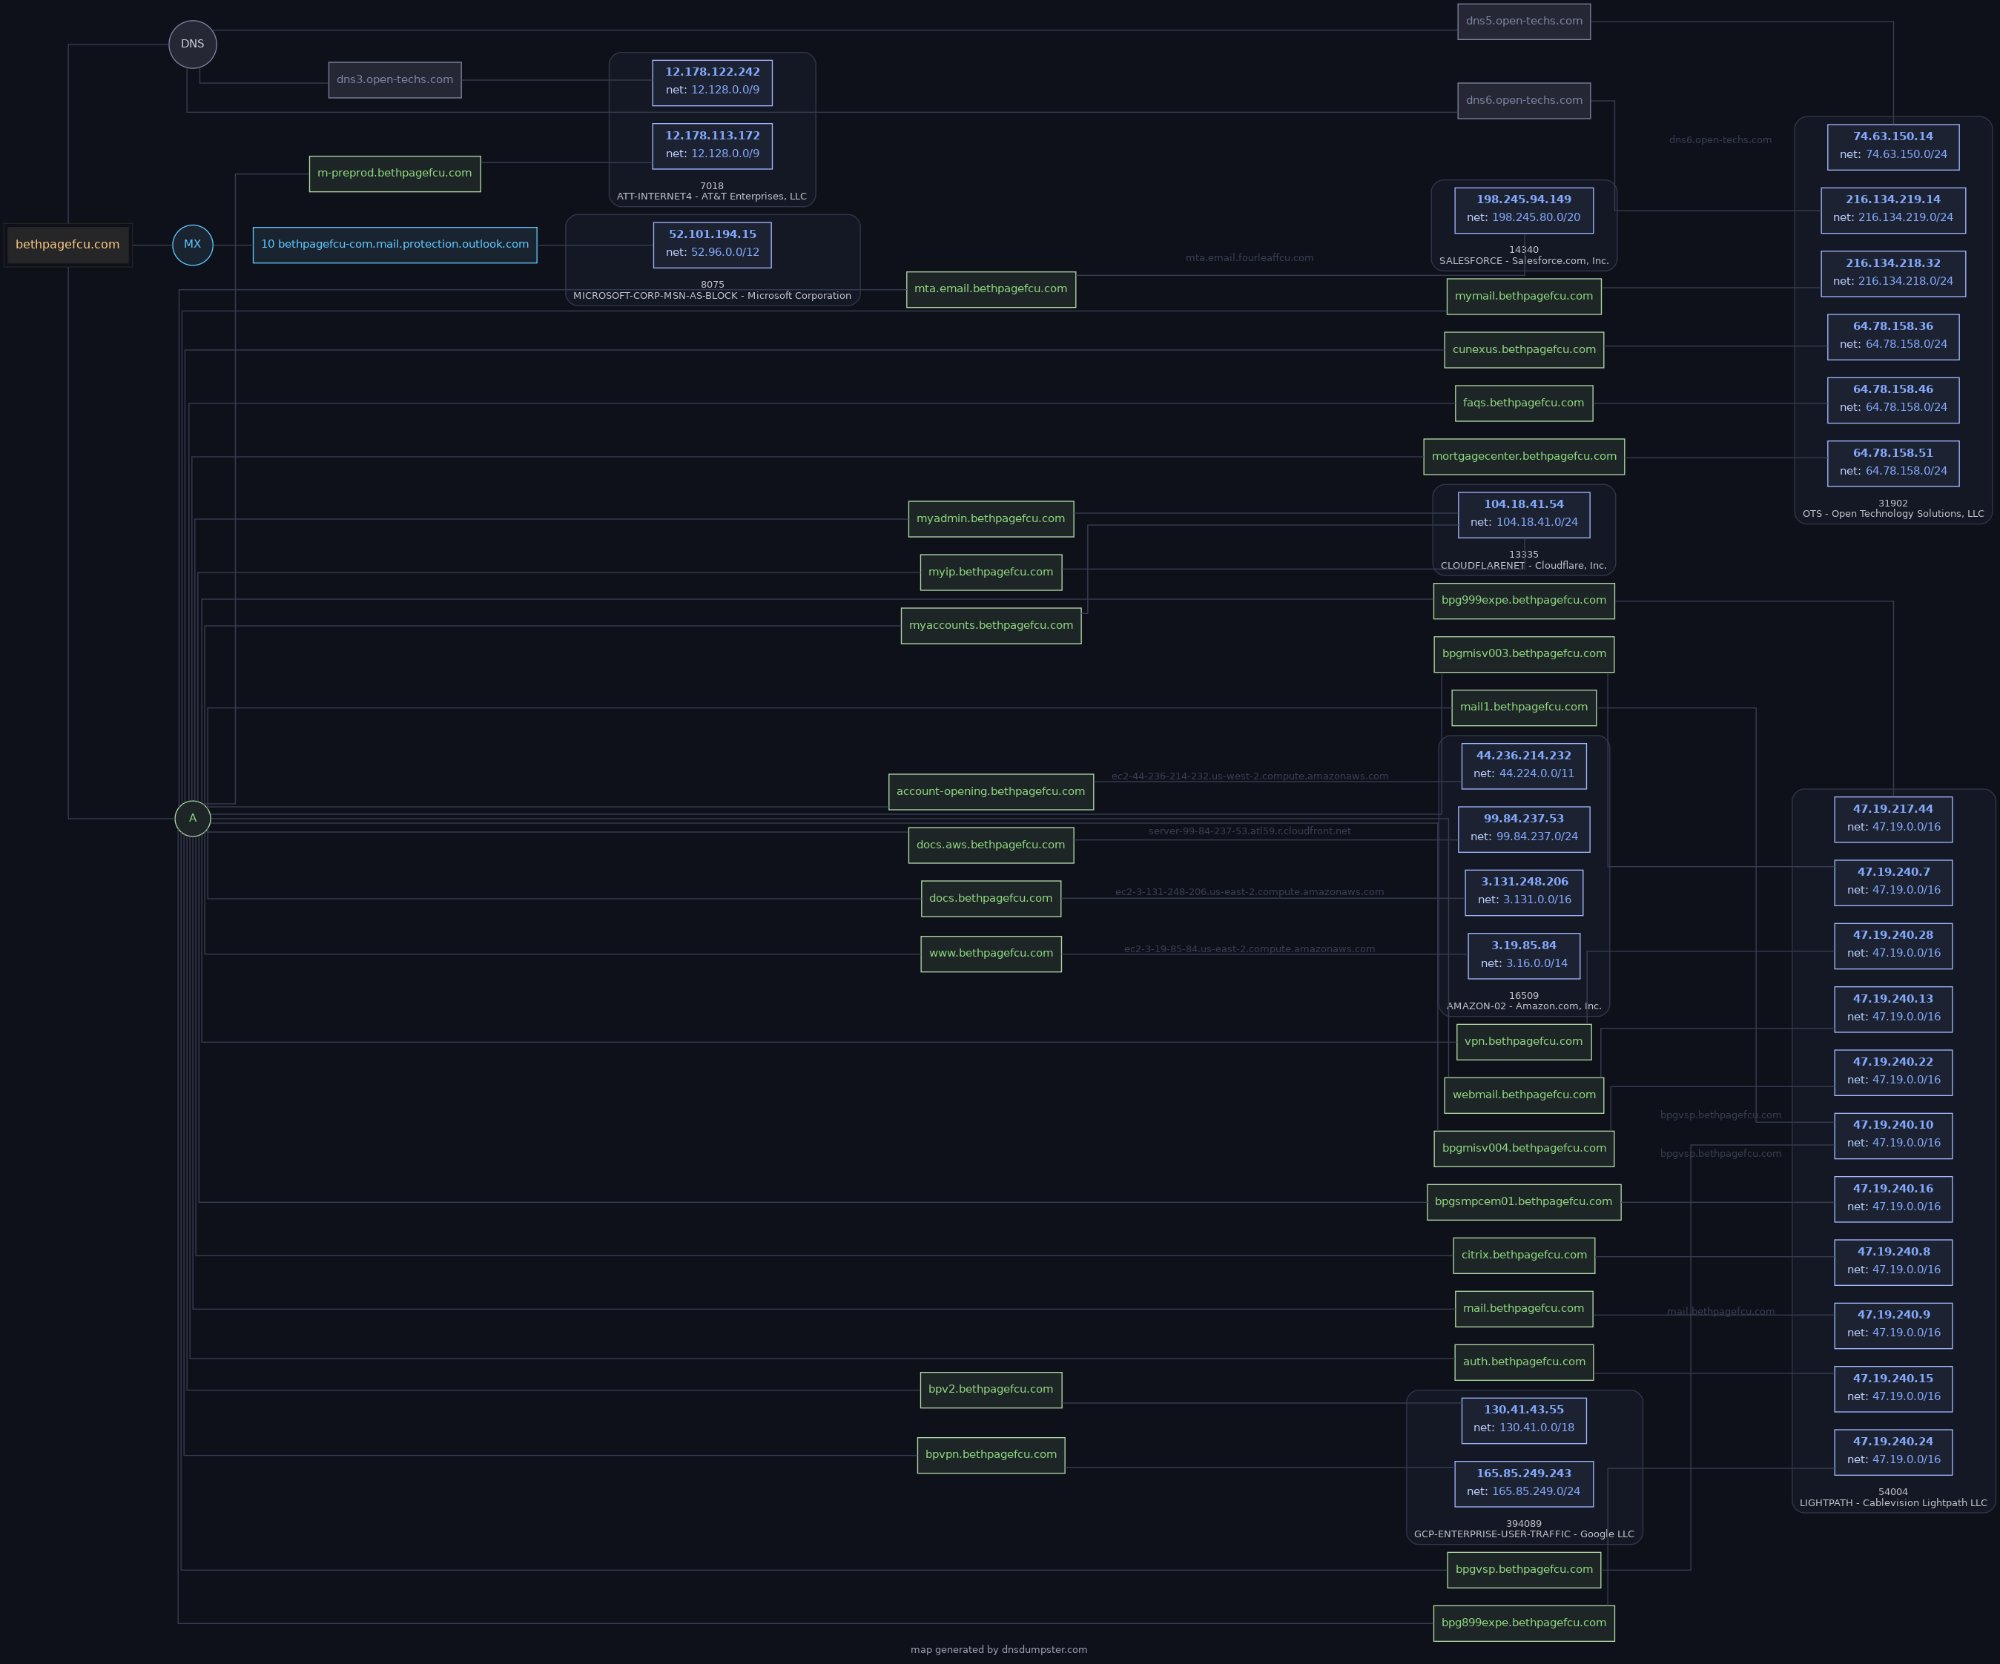 DNS
dns5.open-techs.com
dns3.open-techs.com
12.178.122.242
net: 12.128.0.0/9
dns6.open-techs.com
12.178.113.172
net: 12.128.0.0/9
7018
ATT-INTERNET4 - AT&T Enterprises, LLC
m-preprod.bethpagefcu.com
dns6.open-techs.com
74.63.150.14
net: 74.63.150.0/24
198.245.94.149
net: 198.245.80.0/20
14340
SALESFORCE - Salesforce.com, Inc.
216.134.219.14
net: 216.134.219.0/24
bethpagefcu.com
MX
10 bethpagefcu-com.mail.protection.outlook.com
52.101.194.15
net: 52.96.0.0/12
8075
MICROSOFT-CORP-MSN-AS-BLOCK - Microsoft Corporation
mta.email.fourleaffcu.com
mta.email.bethpagefcu.com
mymail.bethpagefcu.com
216.134.218.32
net: 216.134.218.0/24
cunexus.bethpagefcu.com
64.78.158.36
net: 64.78.158.0/24
faqs.bethpagefcu.com
64.78.158.46
net: 64.78.158.0/24
mortgagecenter.bethpagefcu.com
64.78.158.51
net: 64.78.158.0/24
31902
OTS - Open Technology Solutions, LLC
myadmin.bethpagefcu.com
104.18.41.54
net: 104.18.41.0/24
13335
CLOUDFLARENET - Cloudflare, Inc.
myip.bethpagefcu.com
bpg999expe.bethpagefcu.com
myaccounts.bethpagefcu.com
bpgmisv003.bethpagefcu.com
mail1.bethpagefcu.com
account-opening.bethpagefcu.com
ec2-44-236-214-232.us-west-2.compute.amazonaws.com
44.236.214.232
net: 44.224.0.0/11
A
docs.aws.bethpagefcu.com
server-99-84-237-53.atl59.r.cloudfront.net
99.84.237.53
net: 99.84.237.0/24
47.19.217.44
net: 47.19.0.0/16
docs.bethpagefcu.com
ec2-3-131-248-206.us-east-2.compute.amazonaws.com
3.131.248.206
net: 3.131.0.0/16
47.19.240.7
net: 47.19.0.0/16
www.bethpagefcu.com
ec2-3-19-85-84.us-east-2.compute.amazonaws.com
3.19.85.84
net: 3.16.0.0/14
16509
AMAZON-02 - Amazon.com, Inc.
47.19.240.28
net: 47.19.0.0/16
47.19.240.13
net: 47.19.0.0/16
vpn.bethpagefcu.com
47.19.240.22
net: 47.19.0.0/16
webmail.bethpagefcu.com
bpgvsp.bethpagefcu.com
47.19.240.10
net: 47.19.0.0/16
bpgvsp.bethpagefcu.com
bpgmisv004.bethpagefcu.com
47.19.240.16
net: 47.19.0.0/16
bpgsmpcem01.bethpagefcu.com
citrix.bethpagefcu.com
47.19.240.8
net: 47.19.0.0/16
mail.bethpagefcu.com
mail.bethpagefcu.com
47.19.240.9
net: 47.19.0.0/16
auth.bethpagefcu.com
47.19.240.15
net: 47.19.0.0/16
bpv2.bethpagefcu.com
130.41.43.55
net: 130.41.0.0/18
47.19.240.24
net: 47.19.0.0/16
54004
LIGHTPATH - Cablevision Lightpath LLC
bpvpn.bethpagefcu.com
165.85.249.243
net: 165.85.249.0/24
394089
GCP-ENTERPRISE-USER-TRAFFIC - Google LLC
bpgvsp.bethpagefcu.com
bpg899expe.bethpagefcu.com
map generated by dnsdumpster.com